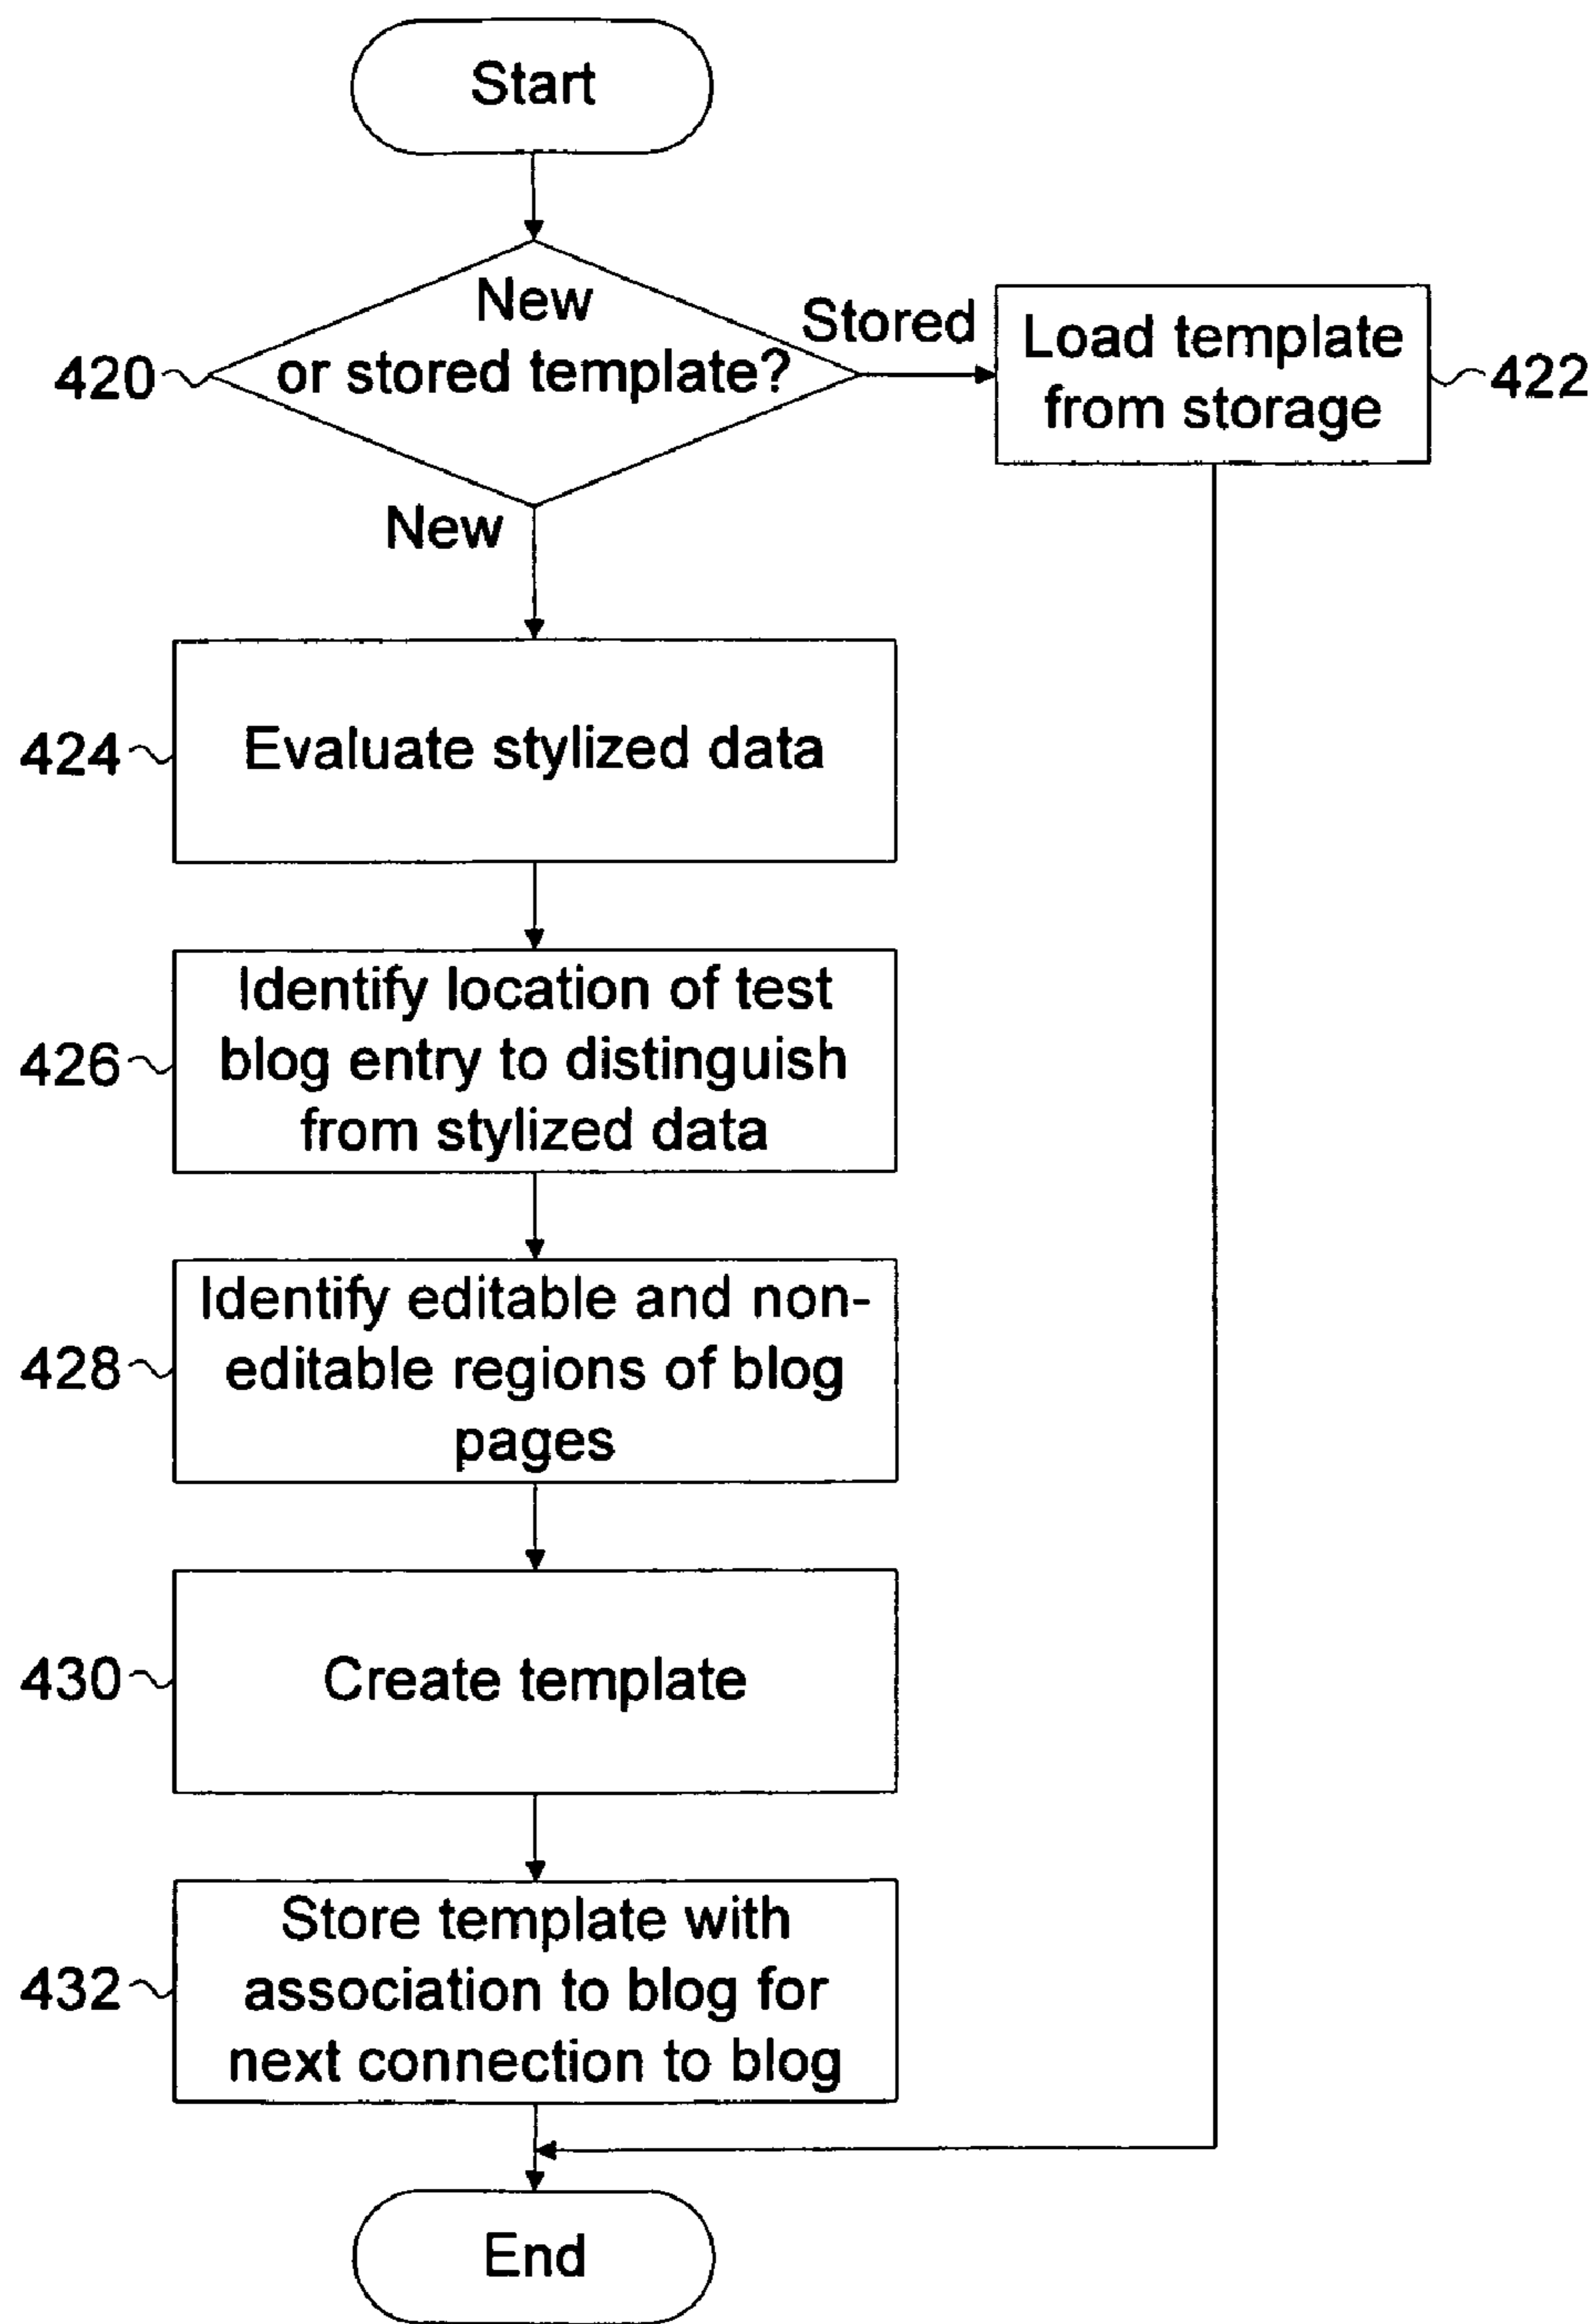 Start
New
or stored template?
420
Stored
Load template
from storage
422
New
424
Evaluate stylized data
426
Identify location of test
blog entry to distinguish
from stylized data
428
Identify editable and non-
editable regions of blog
pages
430
Create template
432
Store template with
association to blog for
next connection to blog
End